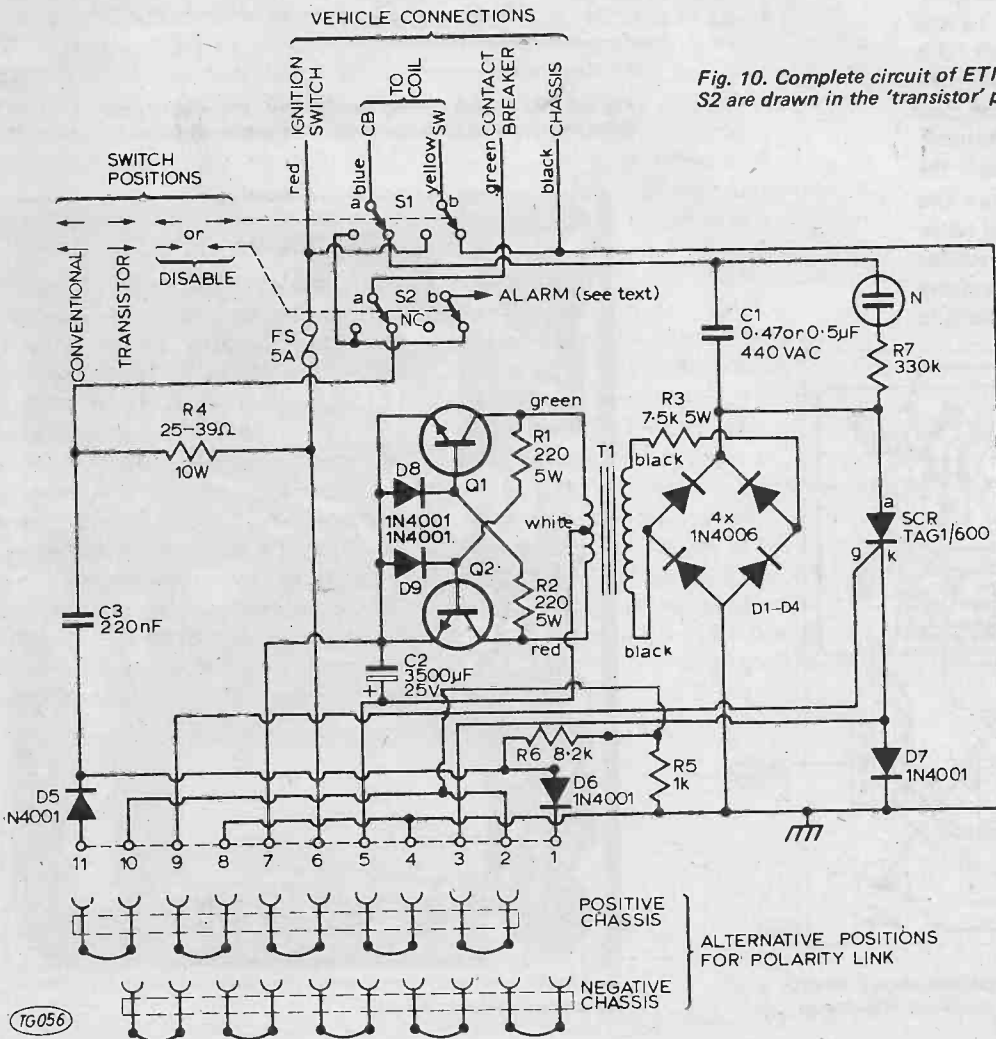 VEHICLE CONNECTIONS
Fig. 10. Complete circuit of ETI
S2 are drawn in the 'transistor' p
IGNITION
SWITCH
TO
COIL
CB
SW
CONTACT
BREAKER
CHASSIS
red
blue
yellow
green
black
SWITCH
POSITIONS
a
S1
b
or
DISABLE
CONVENTIONAL
TRANSISTOR
a
S2
b
NC
ALARM (see text)
FS
5A
N
C1
0·47 or 0·5µF
440 VAC
R7
330k
R4
25–39Ω
10W
green
R1
220
5W
R3
7·5k 5W
T1
black
Q1
D8
1N4001
1N4001
D9
white
Q2
R2
220
5W
4x
1N4006
D1–D4
a
SCR
TAG1/600
g
k
red
black
C3
220nF
C2
3500µF
25V
+
R6 8·2k
R5
1k
D7
1N4001
D5
N4001
D6
1N4001
11 10 9 8 7 6 5 4 3 2 1
POSITIVE
CHASSIS
ALTERNATIVE POSITIONS
FOR POLARITY LINK
NEGATIVE
CHASSIS
TG056